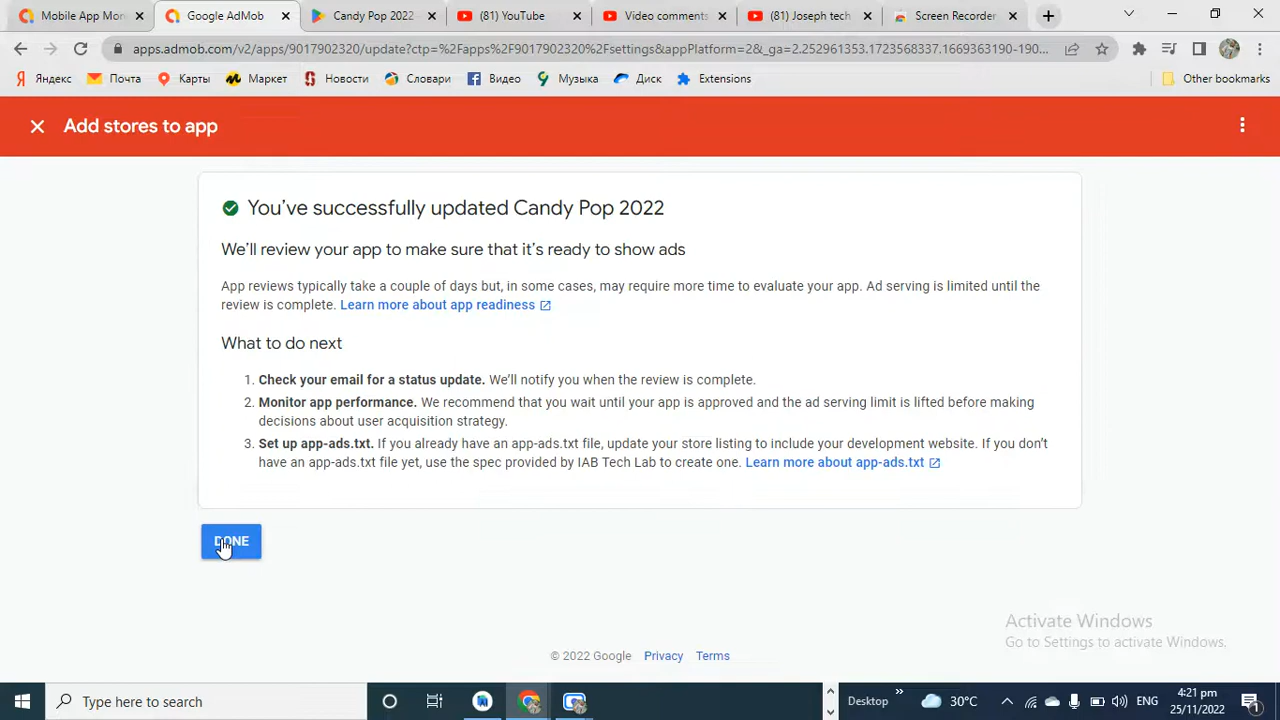 Mobile App Mon
Google AdMob
Candy Pop 2022
(81) YouTube
Video comments
(81) Joseph tech
Screen Recorder
apps.admob.com/v2/apps/9017902320/update?ctp=%2Fapps%2F9017902320%2Fsettings&appPlatform=2&_ga=2.252961353.1723568337.1669363190-190...
Яндекс
Почта
Карты
Маркет
Новости
Словари
Видео
Музыка
Диск
Extensions
Other bookmarks
Add stores to app
You've successfully updated Candy Pop 2022
We'll review your app to make sure that it's ready to show ads
App reviews typically take a couple of days but, in some cases, may require more time to evaluate your app. Ad serving is limited until the
review is complete. Learn more about app readiness
What to do next
1. Check your email for a status update. We'll notify you when the review is complete.
2. Monitor app performance. We recommend that you wait until your app is approved and the ad serving limit is lifted before making
decisions about user acquisition strategy.
3. Set up app-ads.txt. If you already have an app-ads.txt file, update your store listing to include your development website. If you don't
have an app-ads.txt file yet, use the spec provided by IAB Tech Lab to create one. Learn more about app-ads.txt
DONE
Activate Windows
Go to Settings to activate Windows.
© 2022 Google Privacy Terms
Type here to search
Desktop
30°C
ENG
4:21 pm
25/11/2022
1